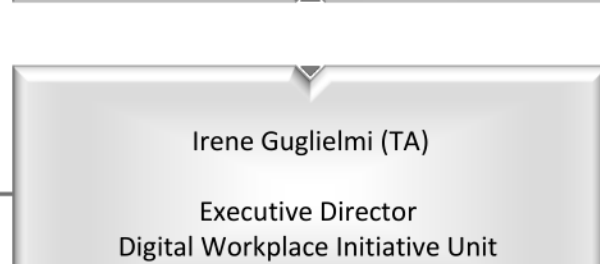 Irene Guglielmi (TA)
Executive Director
Digital Workplace Initiative Unit